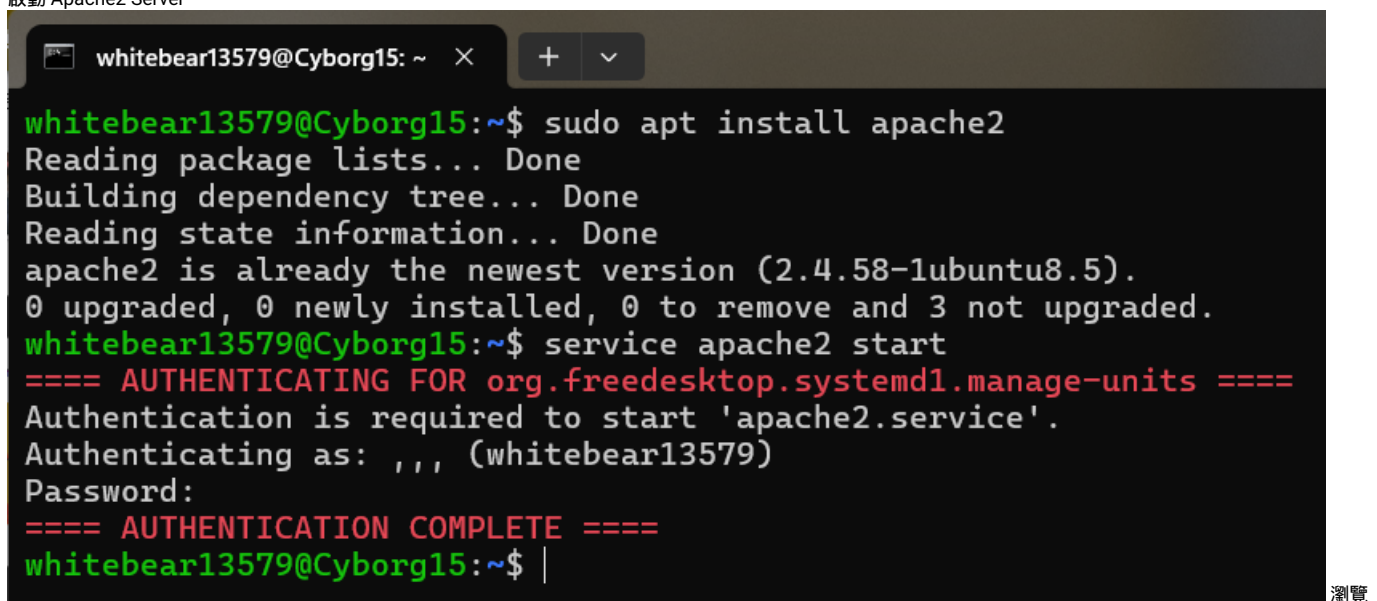 啟動 Apache2 Server
whitebear13579@Cyborg15: ~
whitebear13579@Cyborg15:~$ sudo apt install apache2
Reading package lists... Done
Building dependency tree... Done
Reading state information... Done
apache2 is already the newest version (2.4.58-1ubuntu8.5).
0 upgraded, 0 newly installed, 0 to remove and 3 not upgraded.
whitebear13579@Cyborg15:~$ service apache2 start
==== AUTHENTICATING FOR org.freedesktop.systemd1.manage-units ====
Authentication is required to start 'apache2.service'.
Authenticating as: ,,, (whitebear13579)
Password:
==== AUTHENTICATION COMPLETE ====
whitebear13579@Cyborg15:~$
瀏覽